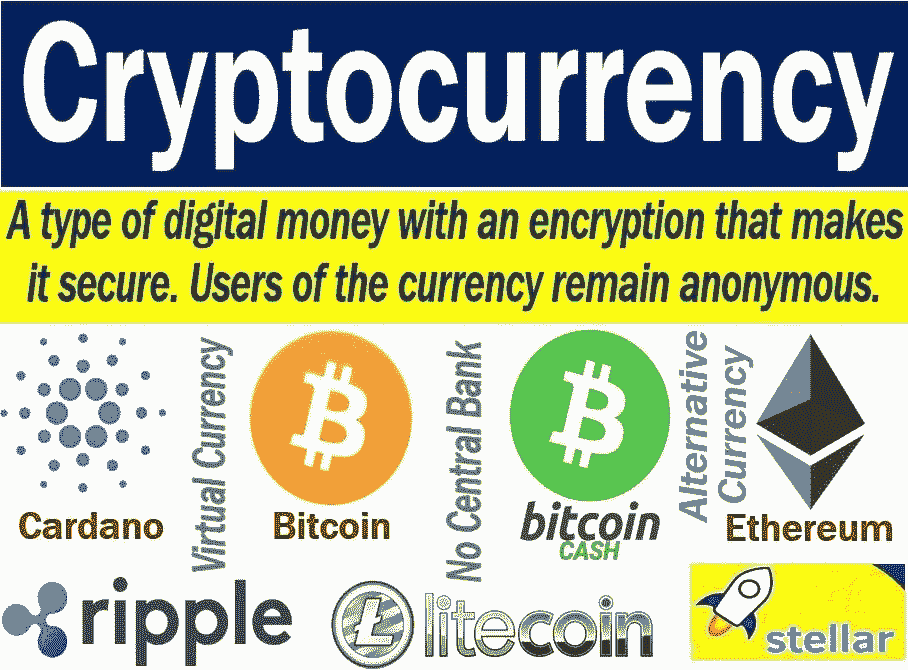 Cryptocurrency
A type of digital money with an encryption that makes
it secure. Users of the currency remain anonymous.
Cardano
Virtual Currency
Bitcoin
No Central Bank
bitcoin
CASH
Alternative
Currency
Ethereum
ripple
litecoin
stellar